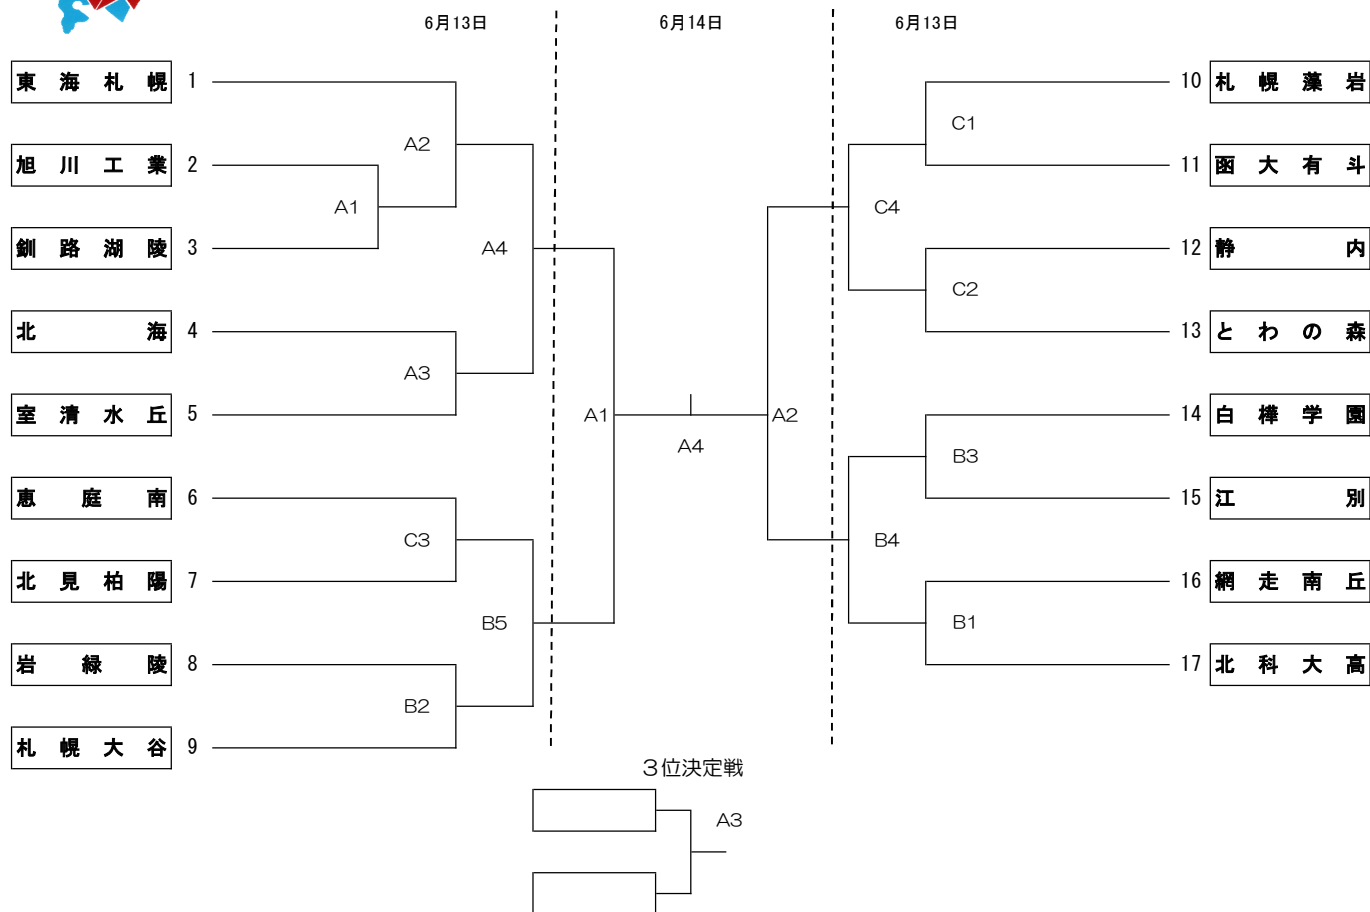 6月13日 6月14日 6月13日
東海札幌 1
10 札幌藻岩
C1
A2
旭川工業 2
11 函大有斗
A1
C4
釧路湖陵 3
A4
12 静内
C2
北海 4
13 とわの森
A3
室清水丘 5
A1
A2
14 白樺学園
A4
B3
恵庭南 6
15 江別
C3
B4
北見柏陽 7
16 網走南丘
B5
B1
岩緑陵 8
17 北科大高
B2
札幌大谷 9
3位決定戦
A3